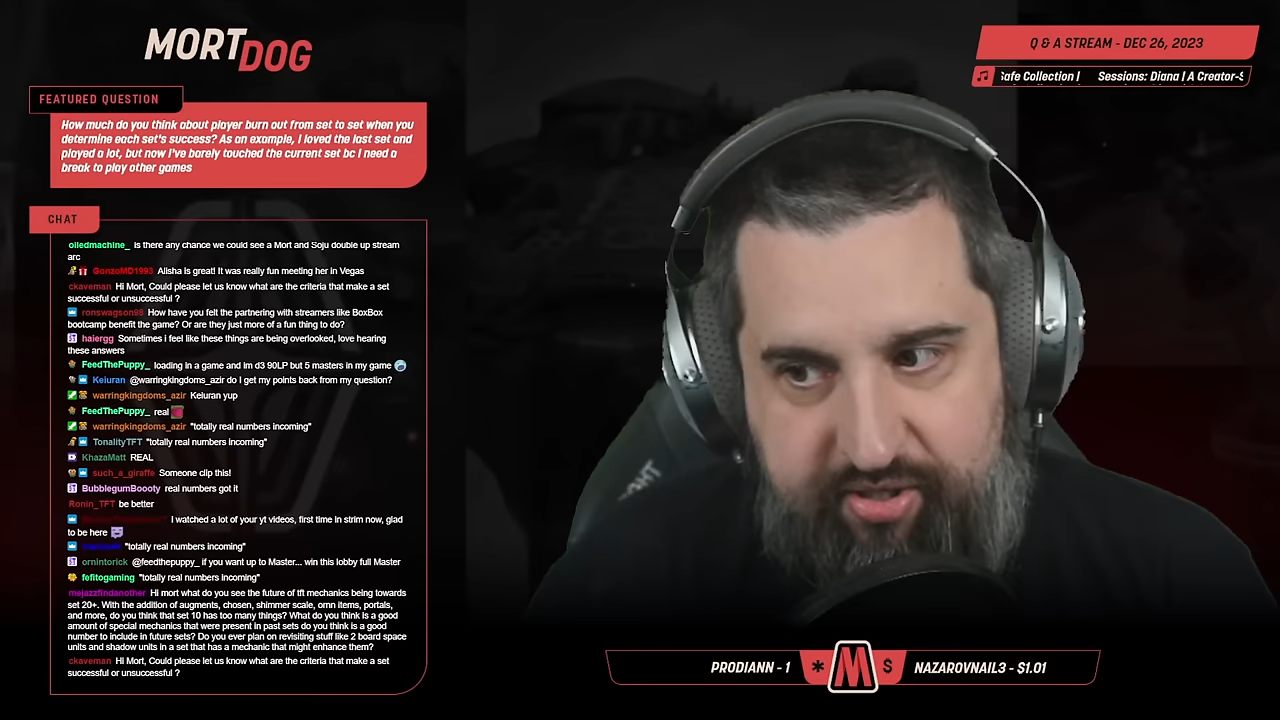 MORTDOG
Q & A STREAM - DEC 26, 2023
Safe Collection | Sessions: Diana | A Creator-S
FEATURED QUESTION
How much do you think about player burn out from set to set when you
determine each set's success? As an example, I loved the last set and
played a lot, but now I've barely touched the current set bc I need a
break to play other games
CHAT
oiledmachine_ is there any chance we could see a Mort and Soju double up stream
arc
GonzoMD1993 Alisha is great! It was really fun meeting her in Vegas
ckaveman Hi Mort, Could please let us know what are the criteria that make a set
successful or unsuccessful ?
ronswagson98 How have you felt the partnering with streamers like BoxBox
bootcamp benefit the game? Or are they just more of a fun thing to do?
haiergg Sometimes i feel like these things are being overlooked, love hearing
these answers
FeedThePuppy_ loading in a game and im d3 90LP but 5 masters in my game
Keiuran @warringkingdoms_azir do I get my points back from my question?
warringkingdoms_azir Keiuran yup
FeedThePuppy_ real
warringkingdoms_azir "totally real numbers incoming"
TonalityTFT "totally real numbers incoming"
KhazaMatt REAL
such_a_giraffe Someone clip this!
BubblegumBoooty real numbers got it
Ronin_TFT be better
I watched a lot of your yt videos, first time in strim now, glad
to be here
"totally real numbers incoming"
ornintorick @feedthepuppy_ if you want up to Master... win this lobby full Master
fefitogaming "totally real numbers incoming"
mejazzfindanother Hi mort what do you see the future of tft mechanics being towards
set 20+. With the addition of augments, chosen, shimmer scale, ornn items, portals,
and more, do you think that set 10 has too many things? What do you think is a good
amount of special mechanics that were present in past sets do you think is a good
number to include in future sets? Do you ever plan on revisiting stuff like 2 board space
units and shadow units in a set that has a mechanic that might enhance them?
ckaveman Hi Mort, Could please let us know what are the criteria that make a set
successful or unsuccessful ?
PRODIANN - 1 * M $ NAZAROVNAIL3 - $1.01